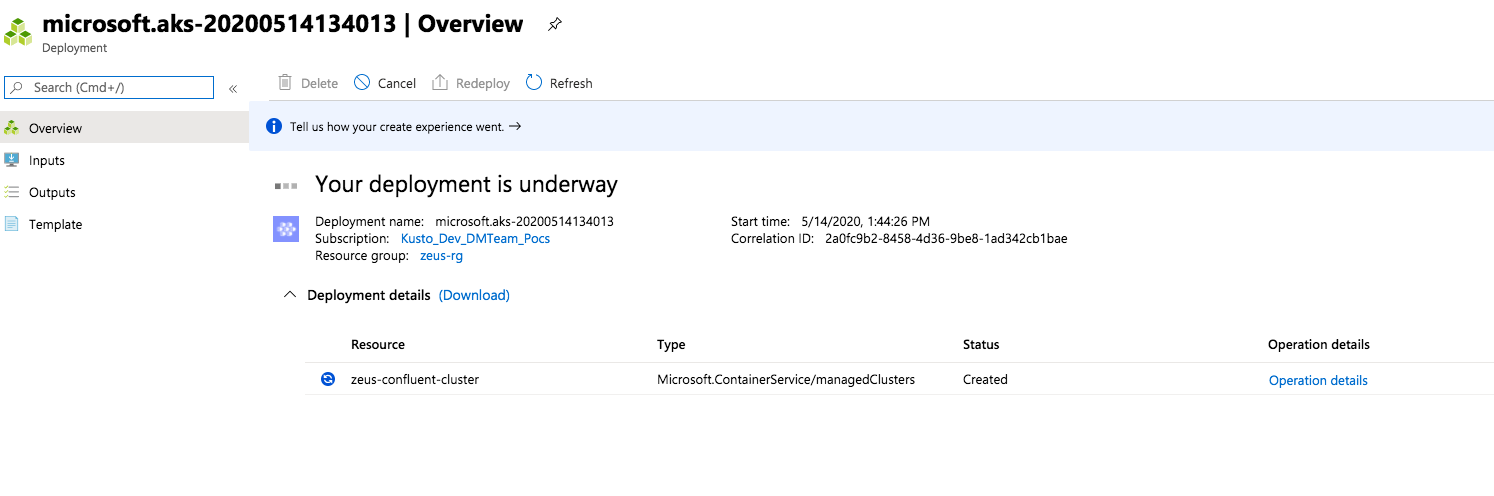 microsoft.aks-20200514134013 | Overview
Deployment
Search (Cmd+/)
«
Delete Cancel Redeploy Refresh
Overview
Inputs
Outputs
Template
Tell us how your create experience went. →
Your deployment is underway
Deployment name: microsoft.aks-20200514134013
Subscription: Kusto_Dev_DMTeam_Pocs
Resource group: zeus-rg
Start time: 5/14/2020, 1:44:26 PM
Correlation ID: 2a0fc9b2-8458-4d36-9be8-1ad342cb1bae
Deployment details (Download)
Resource Type Status Operation details
zeus-confluent-cluster Microsoft.ContainerService/managedClusters Created Operation details